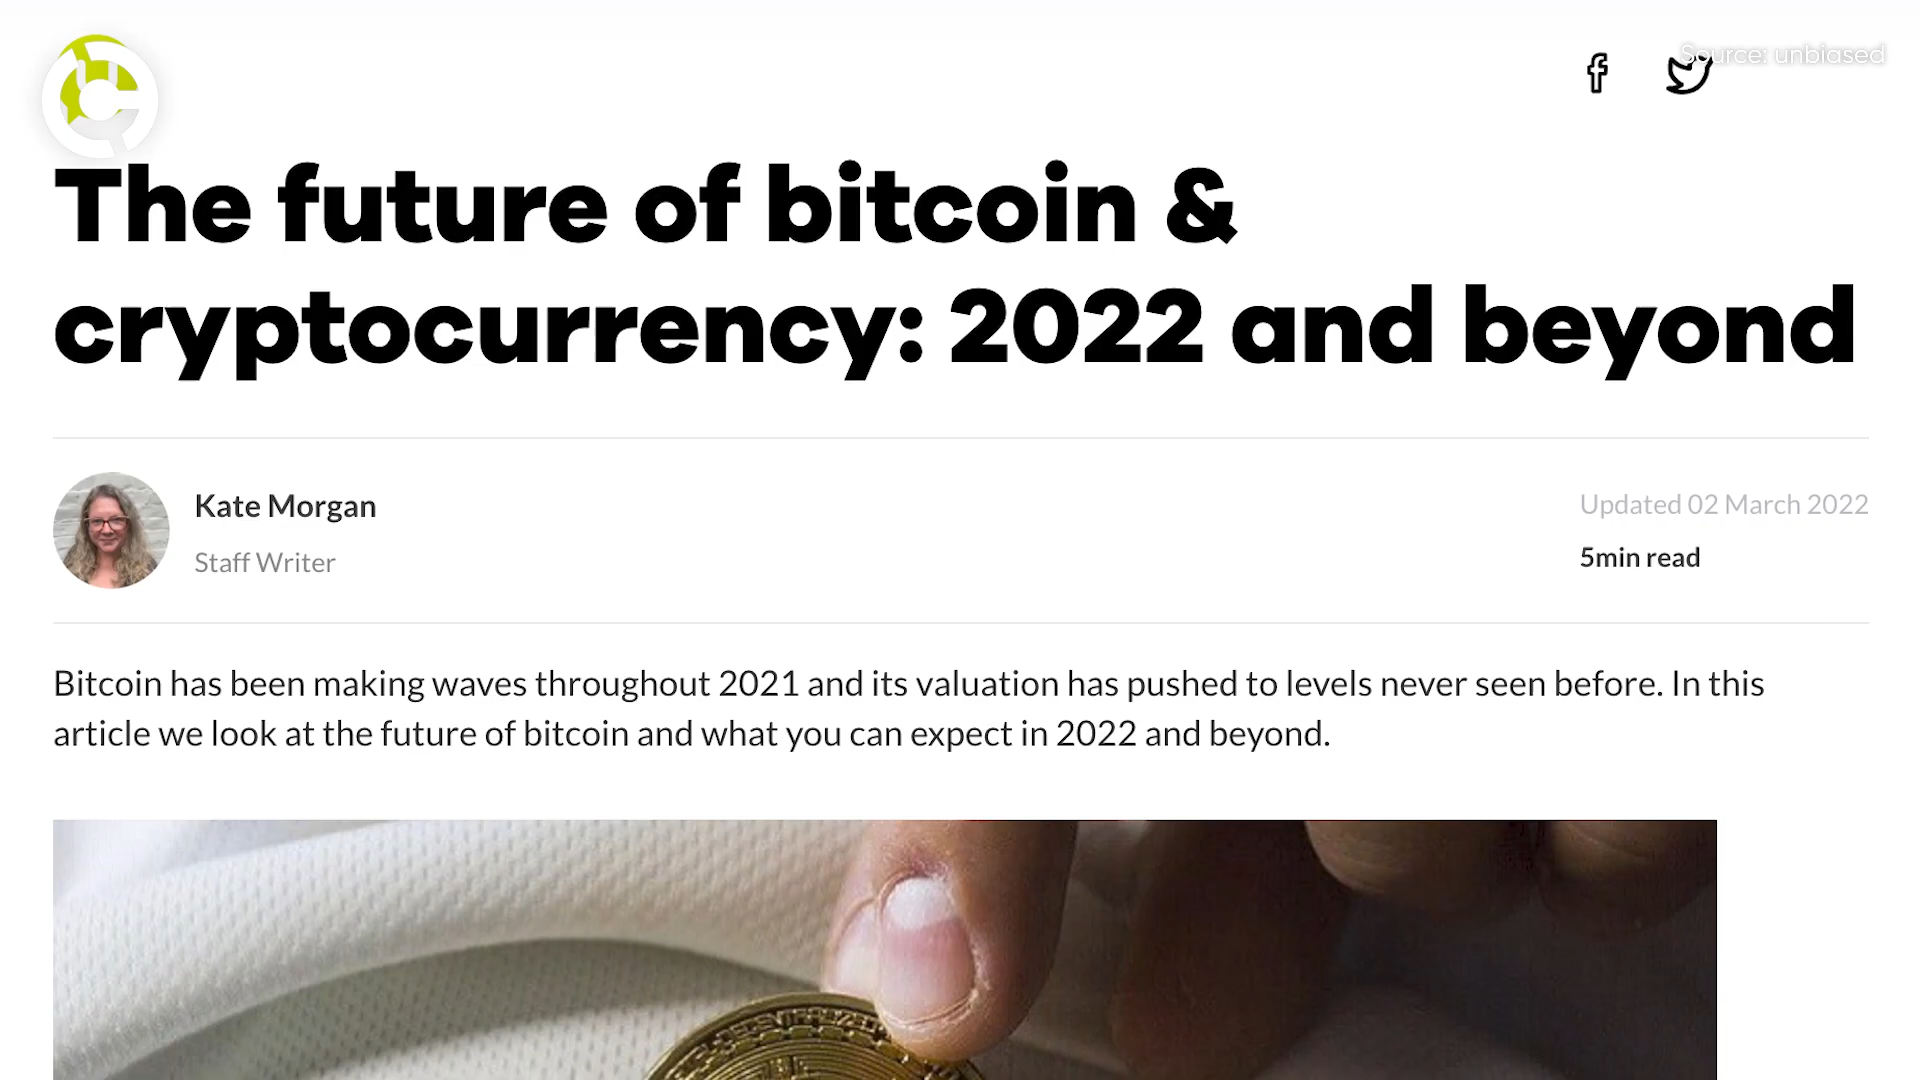 Source: unbiased
The future of bitcoin &
cryptocurrency: 2022 and beyond
Kate Morgan
Staff Writer
Updated 02 March 2022
5min read
Bitcoin has been making waves throughout 2021 and its valuation has pushed to levels never seen before. In this
article we look at the future of bitcoin and what you can expect in 2022 and beyond.